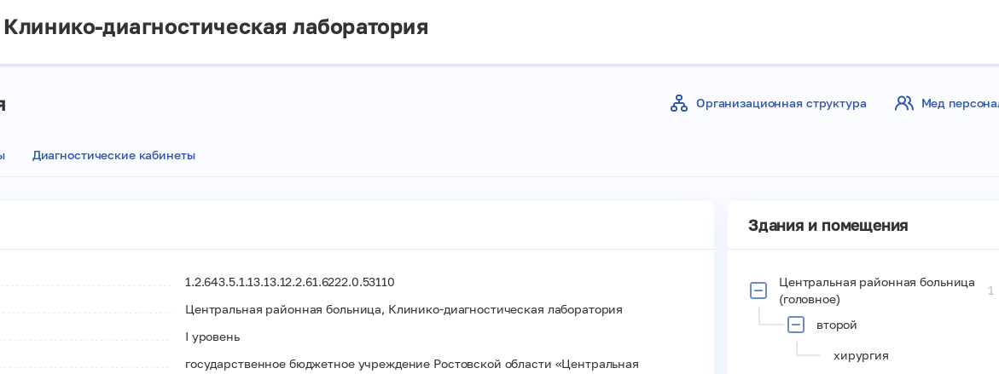 Клинико-диагностическая лаборатория
я
Организационная структура
Мед персонал
ы
Диагностические кабинеты
Здания и помещения
1.2.643.5.1.13.13.12.2.61.6222.0.53110
Центральная районная больница, Клинико-диагностическая лаборатория
I уровень
государственное бюджетное учреждение Ростовской области «Центральная
Центральная районная больница
(головное)
1
второй
хирургия